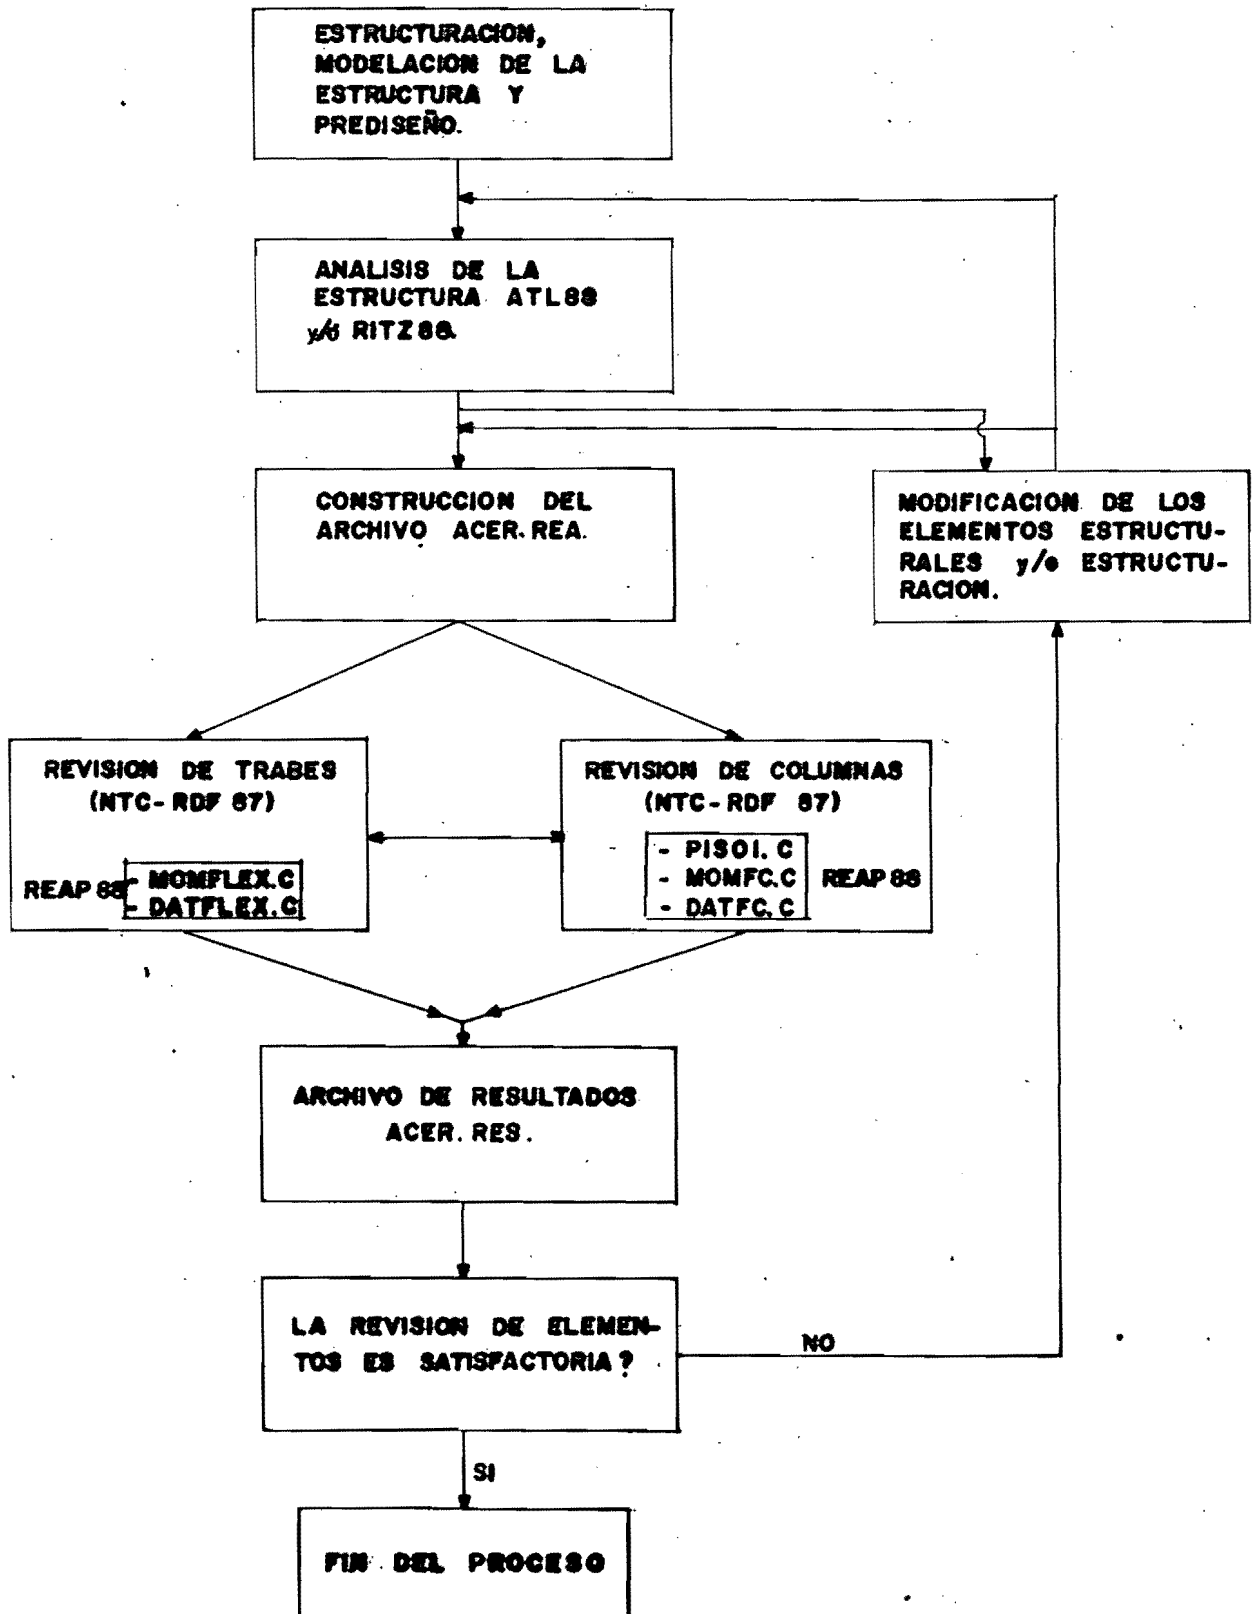 ESTRUCTURACION,
MODELACION DE LA
ESTRUCTURA Y
PREDISEÑO.
ANALISIS DE LA
ESTRUCTURA ATL88
y/ó RITZ88.
CONSTRUCCION DEL
ARCHIVO ACER.REA.
MODIFICACION DE LOS
ELEMENTOS ESTRUCTU-
RALES y/o ESTRUCTU-
RACION.
REVISION DE TRABES
(NTC-RDF 87)
REAP 88
- MOMFLEX.C
- DATFLEX.C
REVISION DE COLUMNAS
(NTC-RDF 87)
- PISOI.C
- MOMFC.C
- DATFC.C
REAP 88
ARCHIVO DE RESULTADOS
ACER.RES.
LA REVISION DE ELEMEN-
TOS ES SATISFACTORIA?
NO
SI
FIN DEL PROCESO